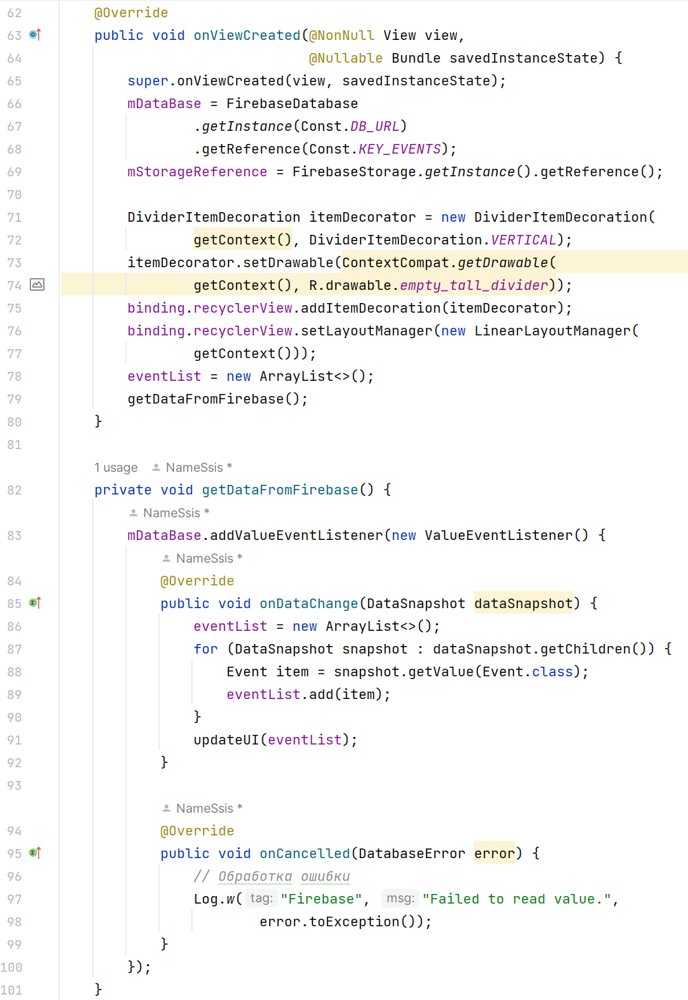 62 @Override
63 public void onViewCreated(@NonNull View view,
64 @Nullable Bundle savedInstanceState) {
65 super.onViewCreated(view, savedInstanceState);
66 mDataBase = FirebaseDatabase
67 .getInstance(Const.DB_URL)
68 .getReference(Const.KEY_EVENTS);
69 mStorageReference = FirebaseStorage.getInstance().getReference();
70
71 DividerItemDecoration itemDecorator = new DividerItemDecoration(
72 getContext(), DividerItemDecoration.VERTICAL);
73 itemDecorator.setDrawable(ContextCompat.getDrawable(
74 getContext(), R.drawable.empty_tall_divider));
75 binding.recyclerView.addItemDecoration(itemDecorator);
76 binding.recyclerView.setLayoutManager(new LinearLayoutManager(
77 getContext()));
78 eventList = new ArrayList<>();
79 getDataFromFirebase();
80 }
81
1 usage NameSsis *
82 private void getDataFromFirebase() {
NameSsis *
83 mDataBase.addValueEventListener(new ValueEventListener() {
NameSsis *
84 @Override
85 public void onDataChange(DataSnapshot dataSnapshot) {
86 eventList = new ArrayList<>();
87 for (DataSnapshot snapshot : dataSnapshot.getChildren()) {
88 Event item = snapshot.getValue(Event.class);
89 eventList.add(item);
90 }
91 updateUI(eventList);
92 }
93
NameSsis *
94 @Override
95 public void onCancelled(DatabaseError error) {
96 // Обработка ошибки
97 Log.w( tag: "Firebase", msg: "Failed to read value.",
98 error.toException());
99 }
100 });
101 }